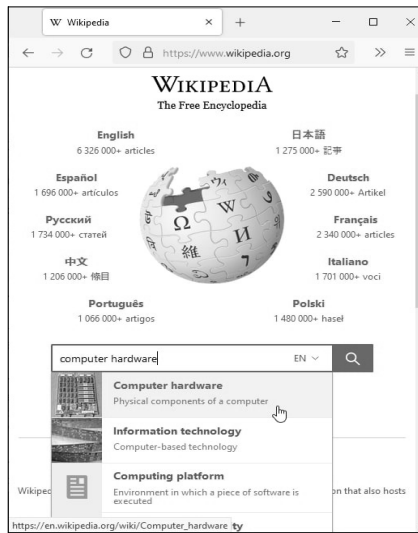 Wikipedia
https://www.wikipedia.org
WIKIPEDIA
The Free Encyclopedia
English
6 326 000+ articles
日本語
1 275 000+ 記事
Español
1 696 000+ artículos
Deutsch
2 590 000+ Artikel
Русский
1 734 000+ статей
Français
2 340 000+ articles
中文
1 206 000+ 條目
Italiano
1 701 000+ voci
Português
1 066 000+ artigos
Polski
1 480 000+ haseł
Ω
W
И
維
7
computer hardware
EN
Computer hardware
Physical components of a computer
Information technology
Computer-based technology
Computing platform
Environment in which a piece of software is
executed
on that also hosts
https://en.wikipedia.org/wiki/Computer_hardware
ty